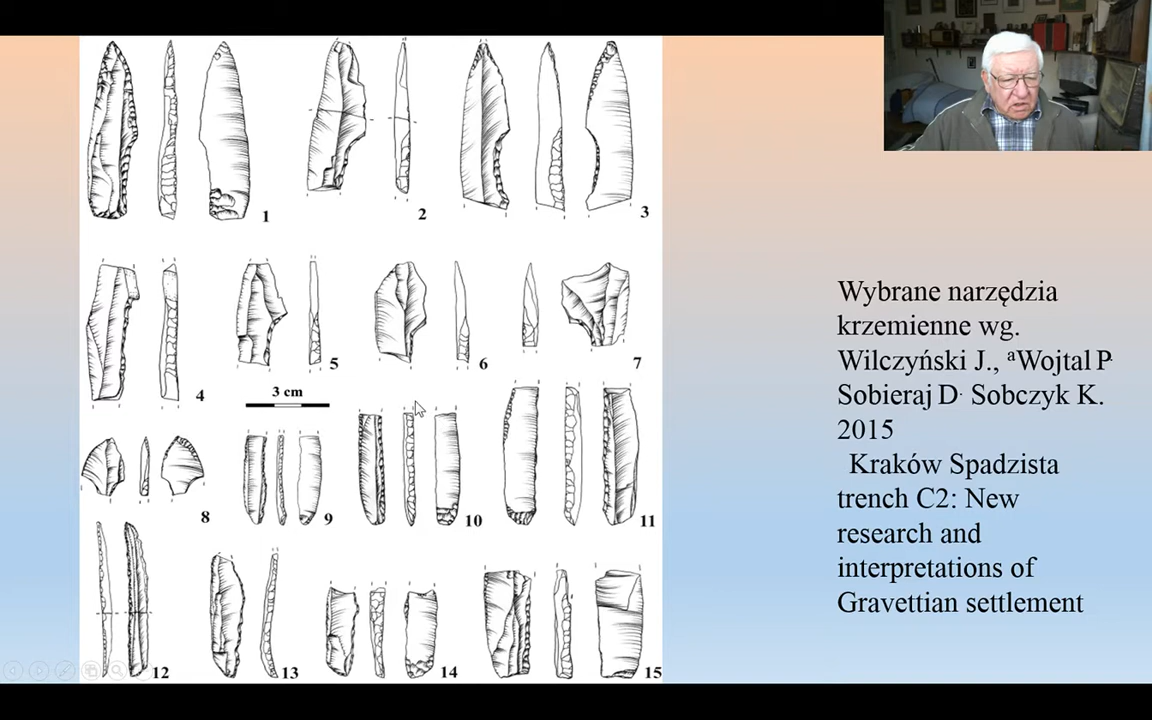 1
2
3
4
5
6
7
3 cm
8
9
10
11
12
13
14
15
Wybrane narzędzia
krzemienne wg.
Wilczyński J., ᵃWojtal P.
Sobieraj D. Sobczyk K.
2015
Kraków Spadzista
trench C2: New
research and
interpretations of
Gravettian settlement